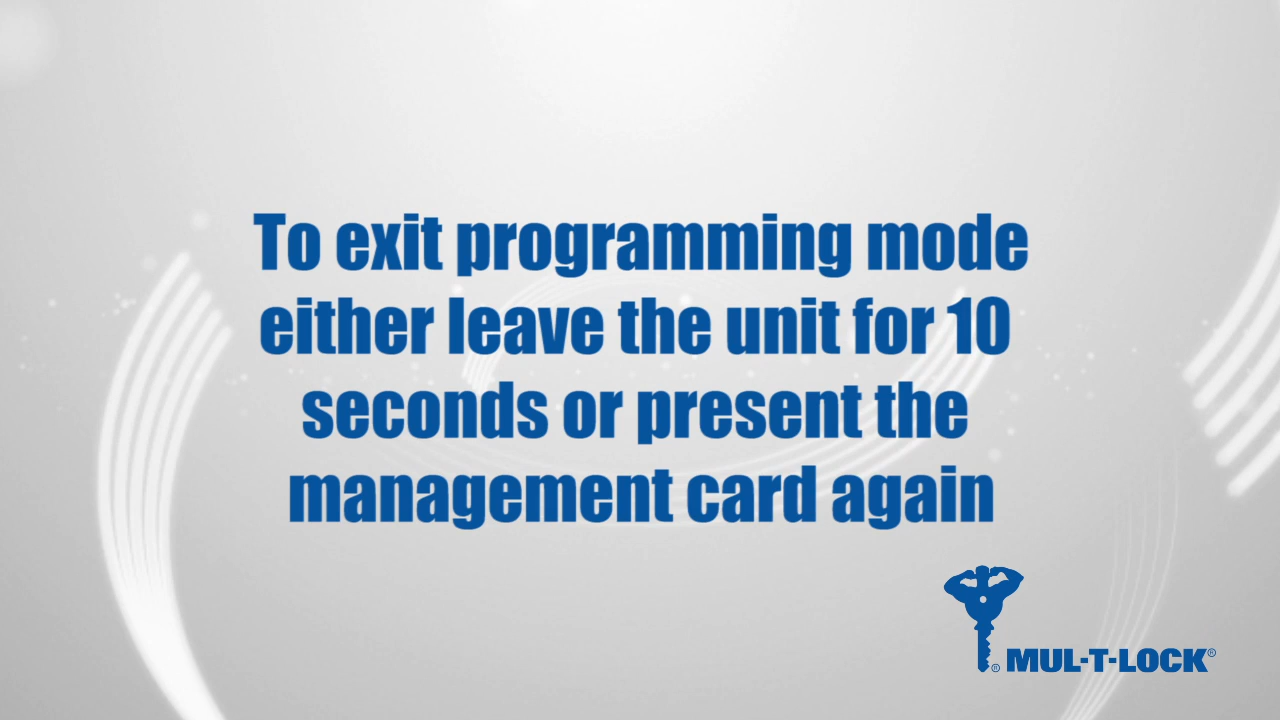 To exit programming mode
either leave the unit for 10
seconds or present the
management card again
® MUL-T-LOCK®